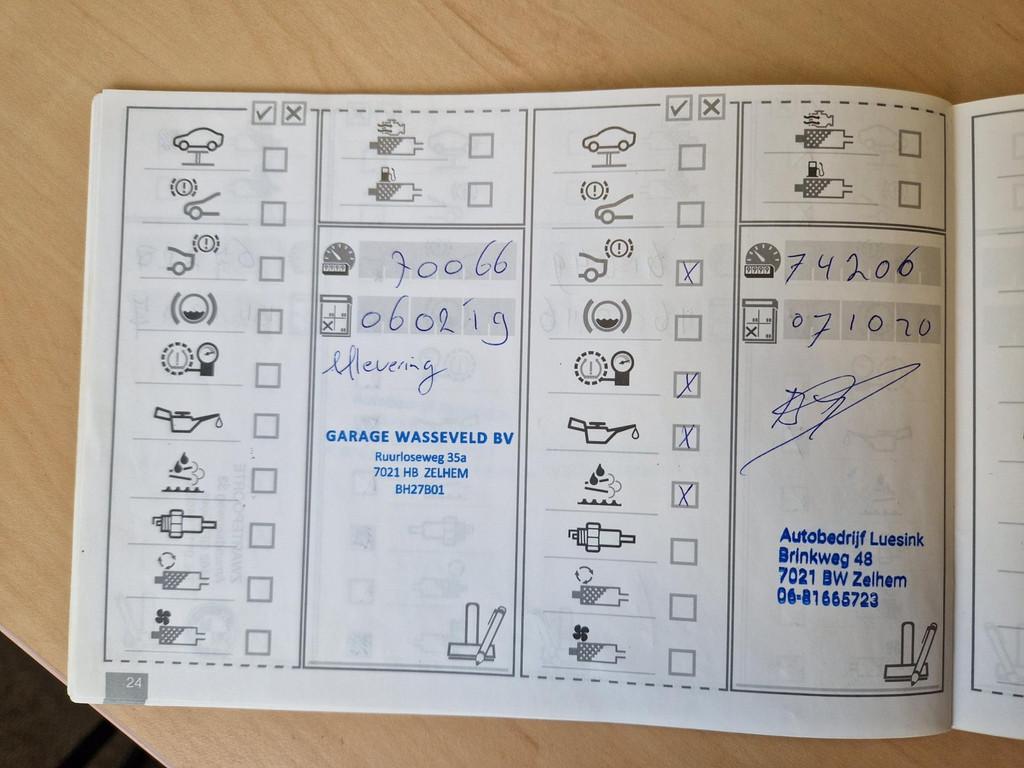 70066
060219
Aflevering
GARAGE WASSEVELD BV
Ruurloseweg 35a
7021 HB ZELHEM
BH27B01
24
X
X
X
X
74206
071020
Autobedrijf Luesink
Brinkweg 48
7021 BW Zelhem
06-81665723